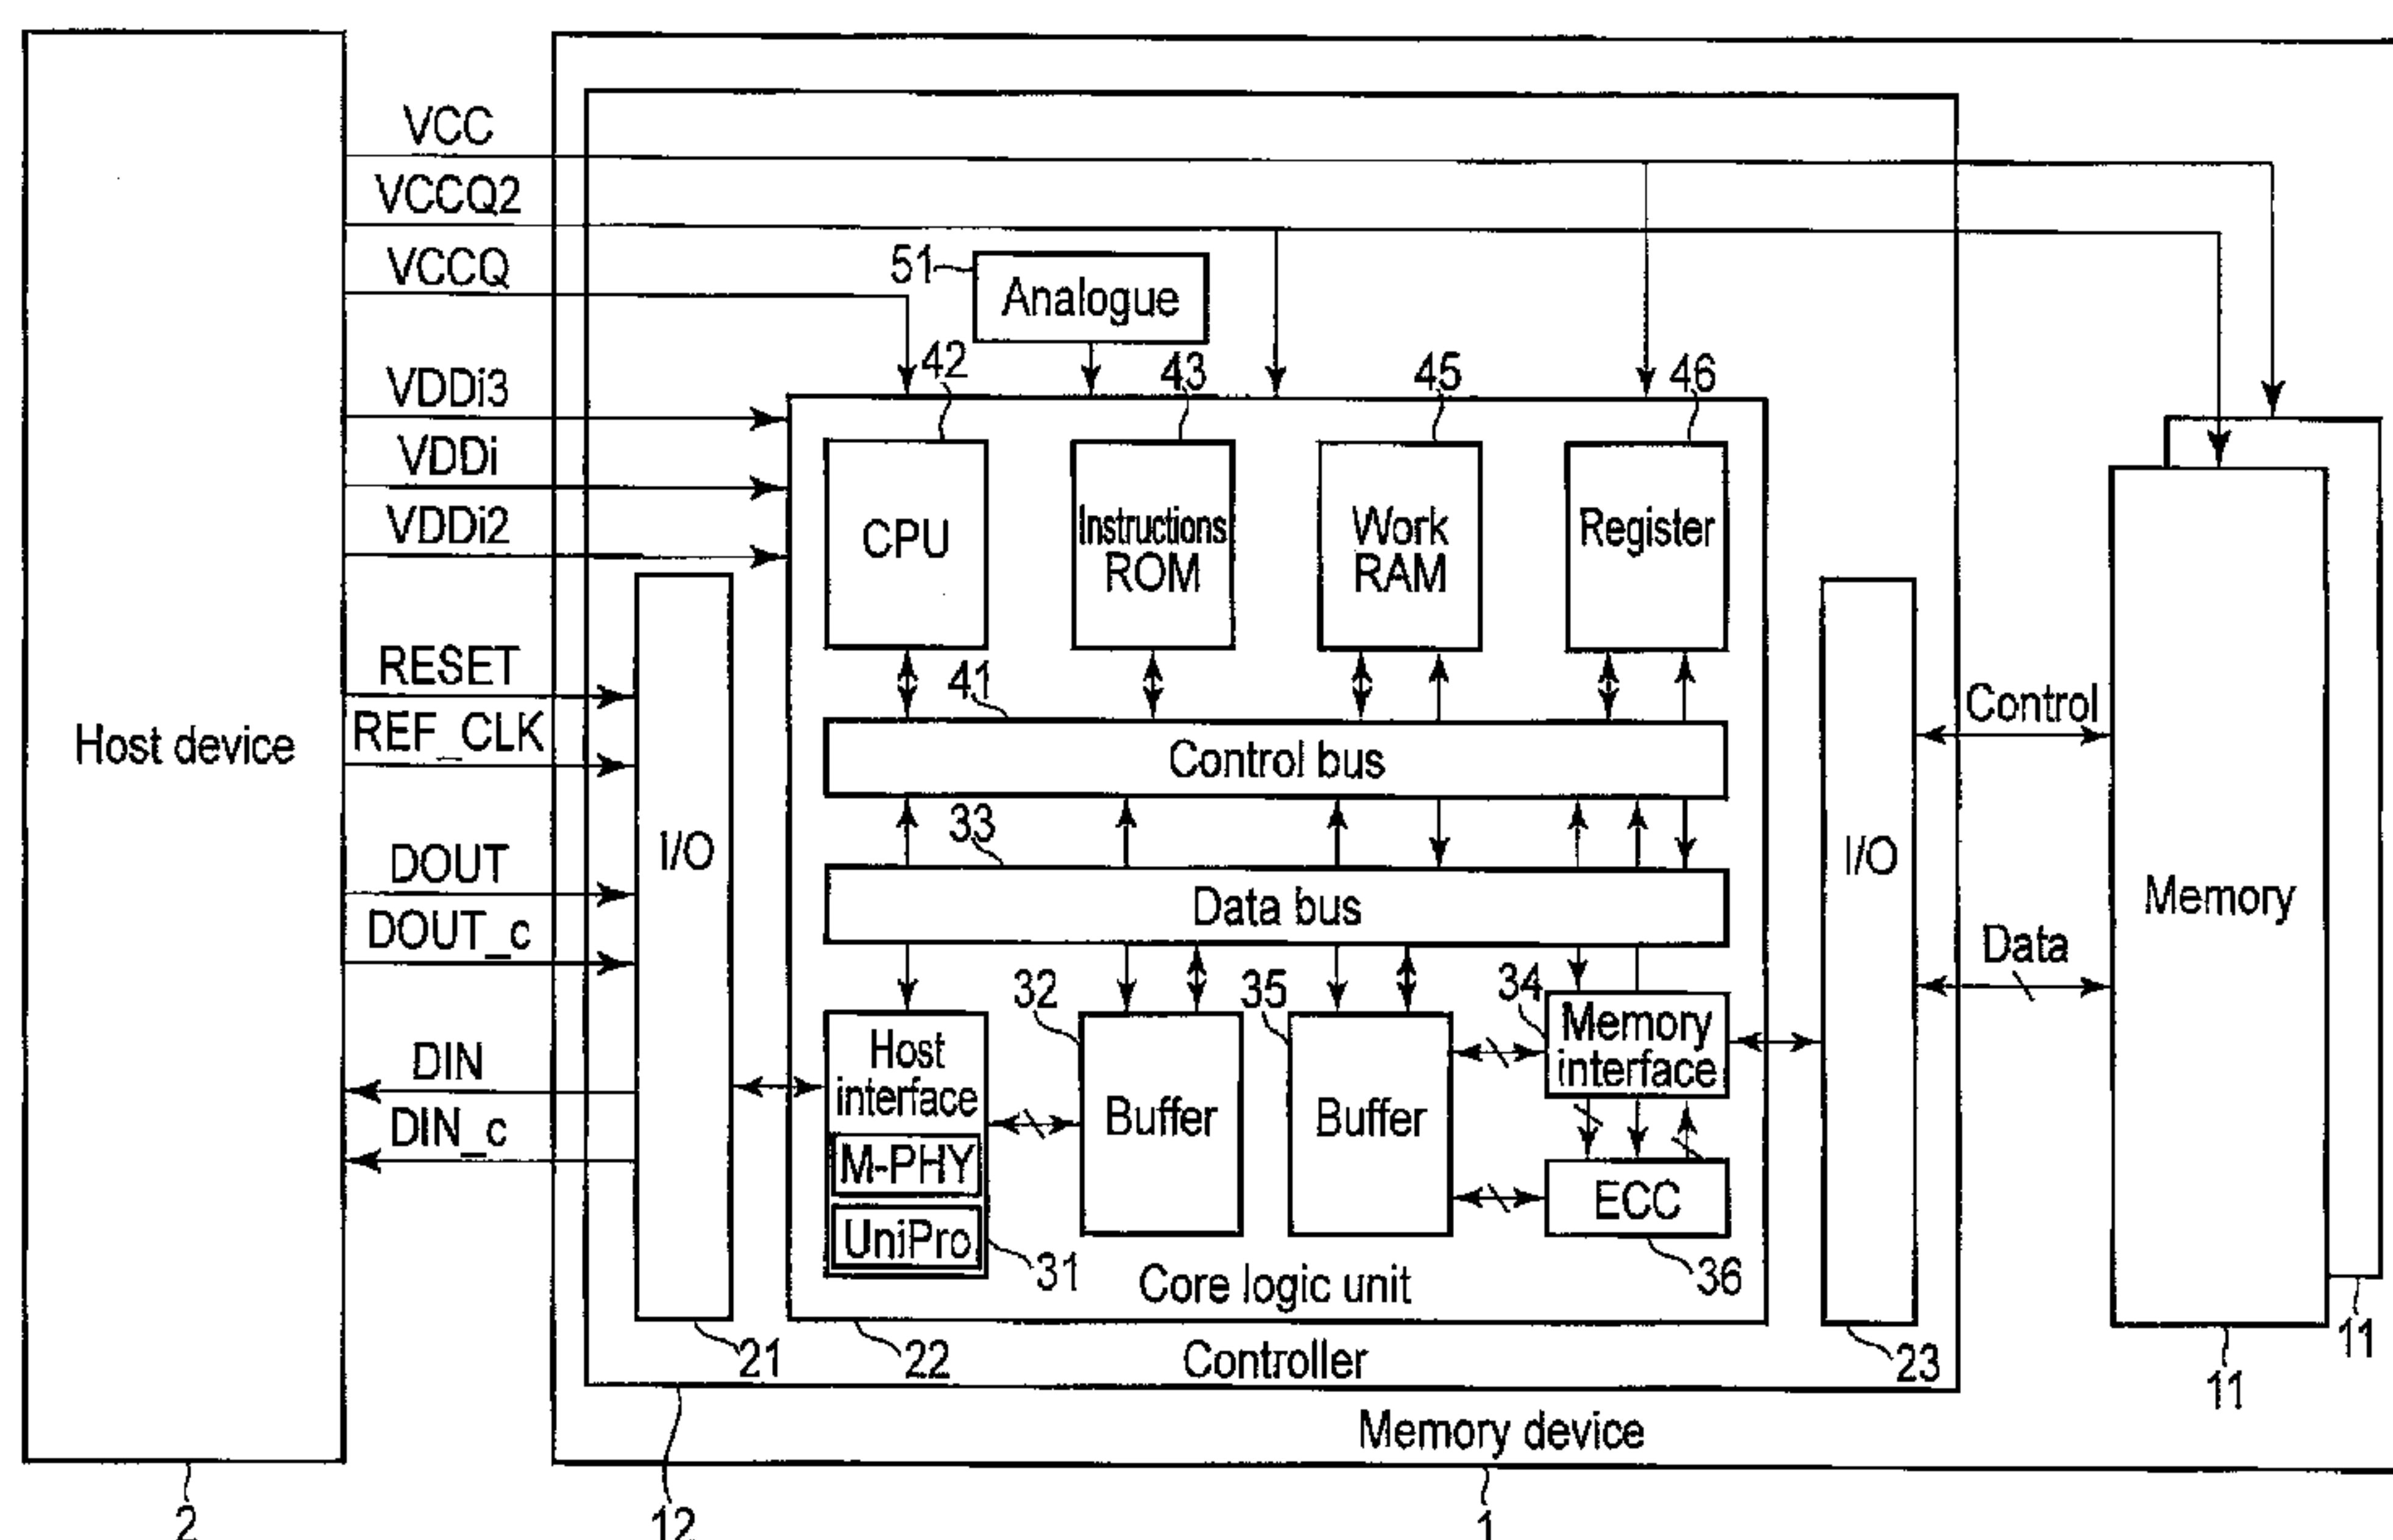 VCC
VCCQ2
VCCQ
51
Analogue
42
43
45
46
VDDi3
VDDi
VDDi2
CPU
Instructions
ROM
Work
RAM
Register
RESET
REF_CLK
41
Control
Host device
Control bus
33
DOUT
I/O
I/O
DOUT_c
Data bus
Memory
Data
32
35
34
DIN
Host
interface
Memory
interface
DIN_c
Buffer
Buffer
M-PHY
ECC
UniPro
31
36
Core logic unit
21
22
Controller
23
11
11
Memory device
2
12
1